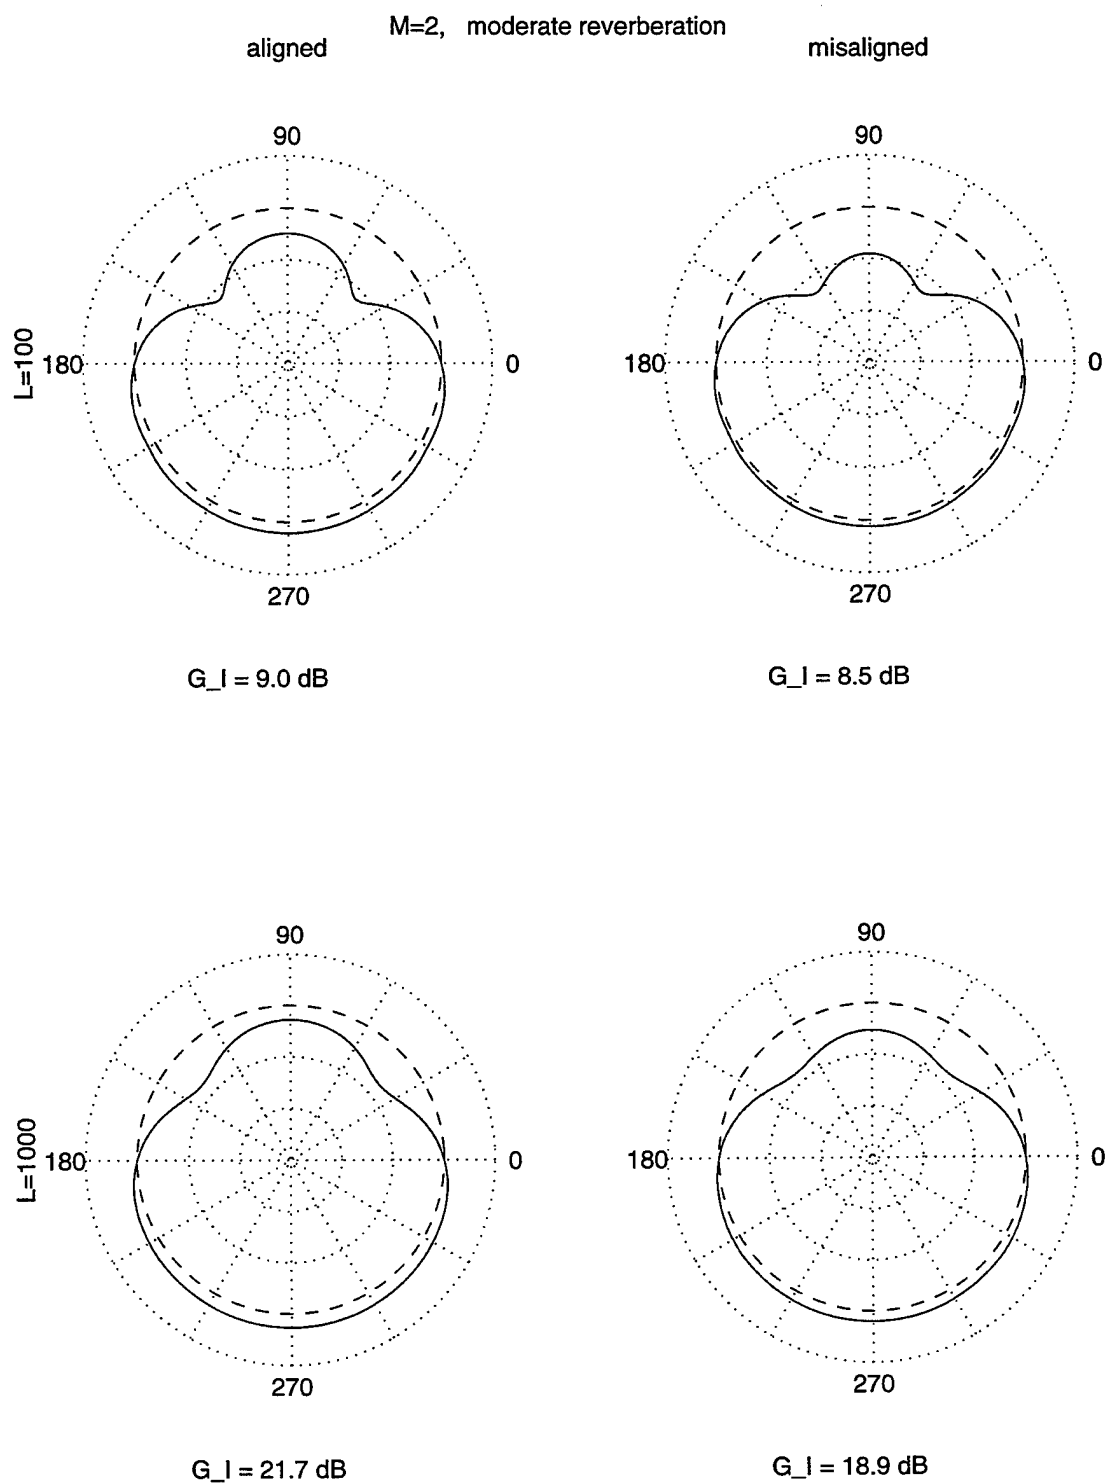 M=2, moderate reverberation
aligned
misaligned
L=100
90
180
0
270
G_I = 9.0 dB
90
180
0
270
G_I = 8.5 dB
L=1000
90
180
0
270
G_I = 21.7 dB
90
180
0
270
G_I = 18.9 dB